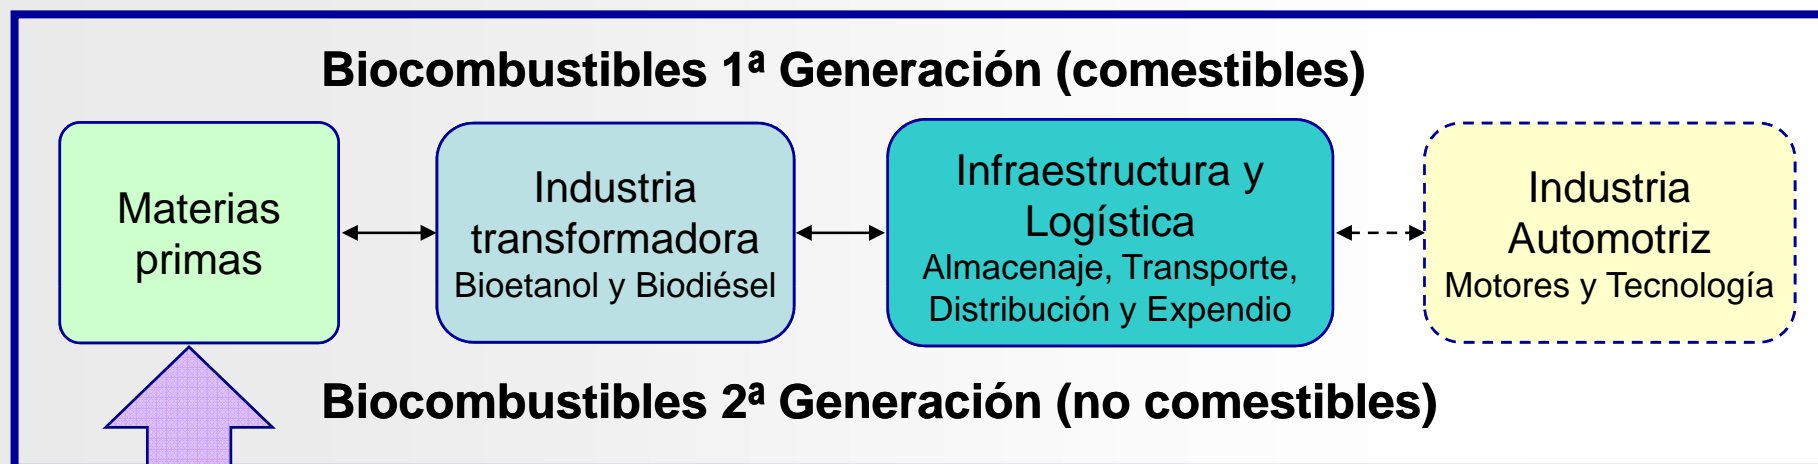 Biocombustibles 1ª Generación (comestibles)
Materias
primas
Industria
transformadora
Bioetanol y Biodiésel
Infraestructura y
Logística
Almacenaje, Transporte,
Distribución y Expendio
Industria
Automotriz
Motores y Tecnología
Biocombustibles 2ª Generación (no comestibles)